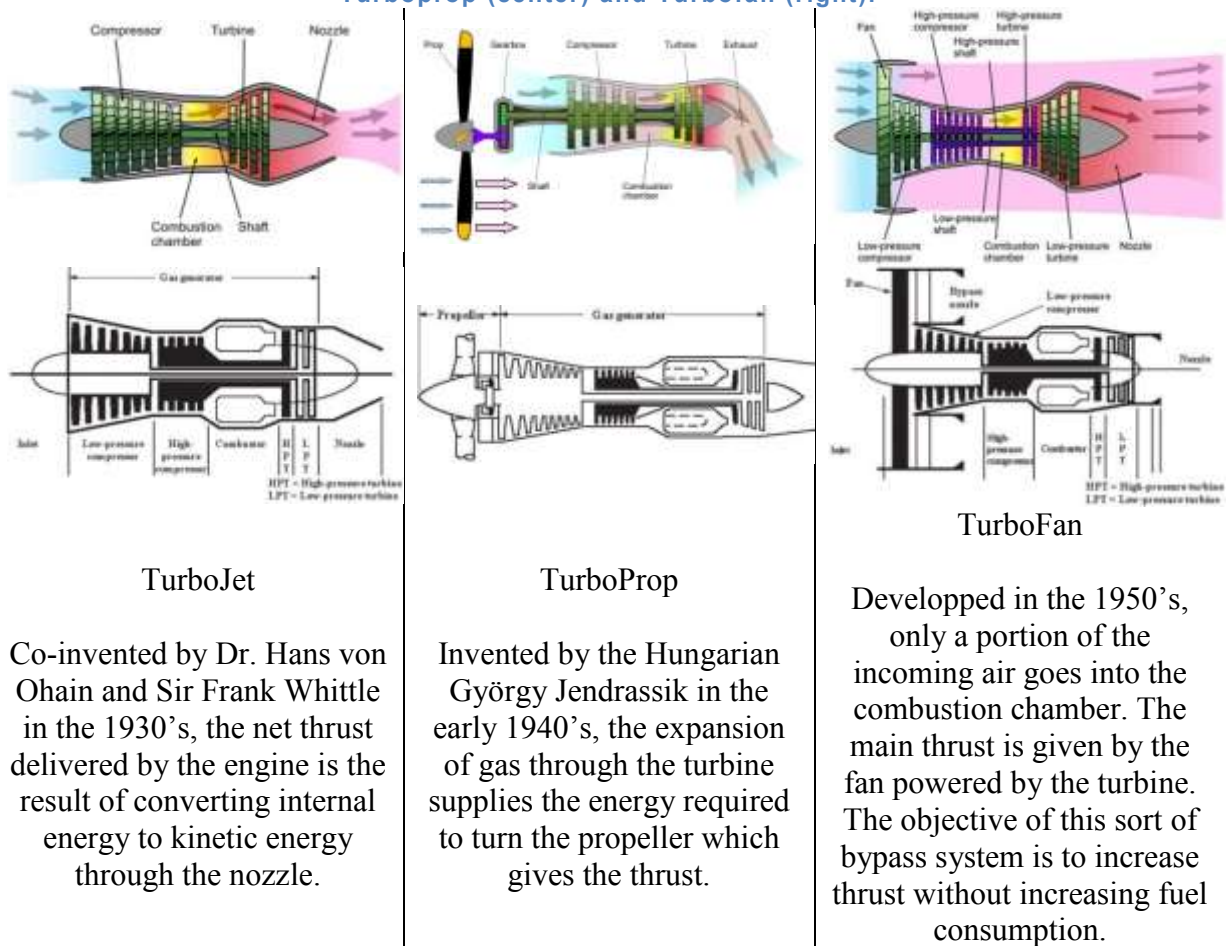 Turboprop (center) and Turbofan (right).
Compressor
Turbine
Nozzle
Combustion
chamber
Shaft
Gas generator
Inlet
Low-pressure
compressor
High-
pressure
compressor
Combustor
H
P
T
L
P
T
Nozzle
HPT = High-pressure turbine
LPT = Low-pressure turbine
TurboJet
Co-invented by Dr. Hans von
Ohain and Sir Frank Whittle
in the 1930’s, the net thrust
delivered by the engine is the
result of converting internal
energy to kinetic energy
through the nozzle.
Prop
Gearbox
Compressor
Turbine
Exhaust
Shaft
Combustion
chamber
Propeller
Gas generator
TurboProp
Invented by the Hungarian
György Jendrassik in the
early 1940’s, the expansion
of gas through the turbine
supplies the energy required
to turn the propeller which
gives the thrust.
Fan
High-pressure
compressor
High-pressure
turbine
High-pressure
shaft
Low-pressure
compressor
Low-pressure
shaft
Combustion
chamber
Low-pressure
turbine
Nozzle
Fan
Bypass
nozzle
Low-pressure
compressor
Nozzle
Inlet
High-
pressure
compressor
Combustor
H
P
T
L
P
T
HPT = High-pressure turbine
LPT = Low-pressure turbine
TurboFan
Developped in the 1950’s,
only a portion of the
incoming air goes into the
combustion chamber. The
main thrust is given by the
fan powered by the turbine.
The objective of this sort of
bypass system is to increase
thrust without increasing fuel
consumption.